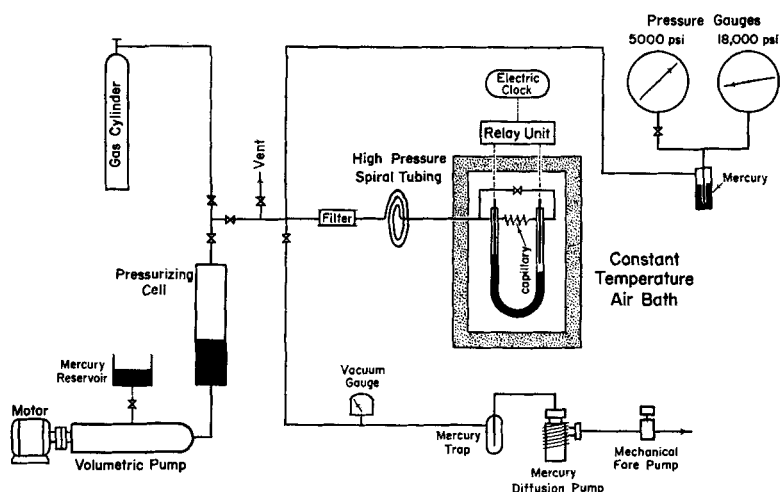 Pressure Gauges
5000 psi
18,000 psi
Gas Cylinder
Electric
Clock
Relay Unit
Vent
High Pressure
Spiral Tubing
Filter
capillary
Mercury
Constant
Temperature
Air Bath
Pressurizing
Cell
Mercury
Reservoir
Motor
Volumetric Pump
Vacuum
Gauge
Mercury
Trap
Mercury
Diffusion Pump
Mechanical
Fore Pump